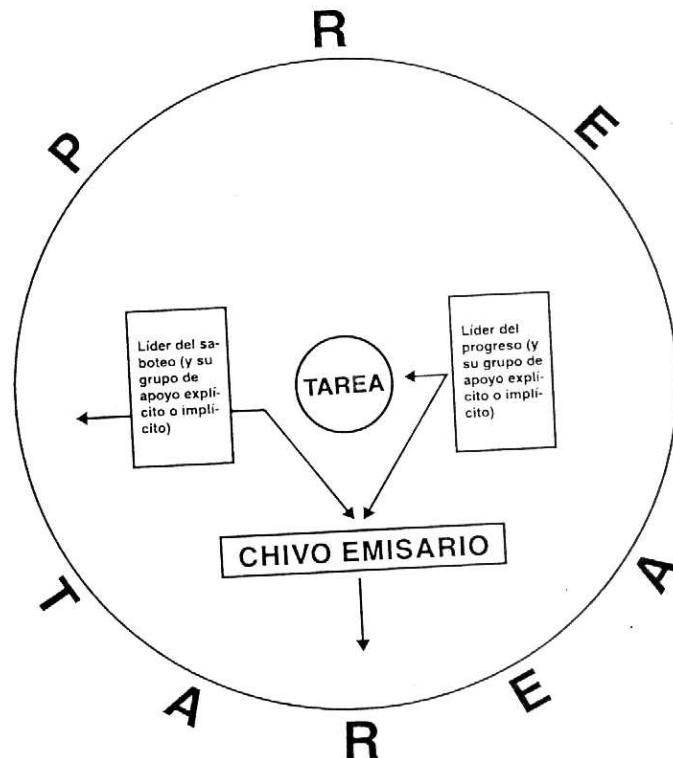 P R E
T A R E A
Líder del sa-
boteo (y su
grupo de
apoyo explí-
cito o implí-
cito)
TAREA
Líder del
progreso (y
su grupo de
apoyo explí-
cito o implí-
cito)
CHIVO EMISARIO